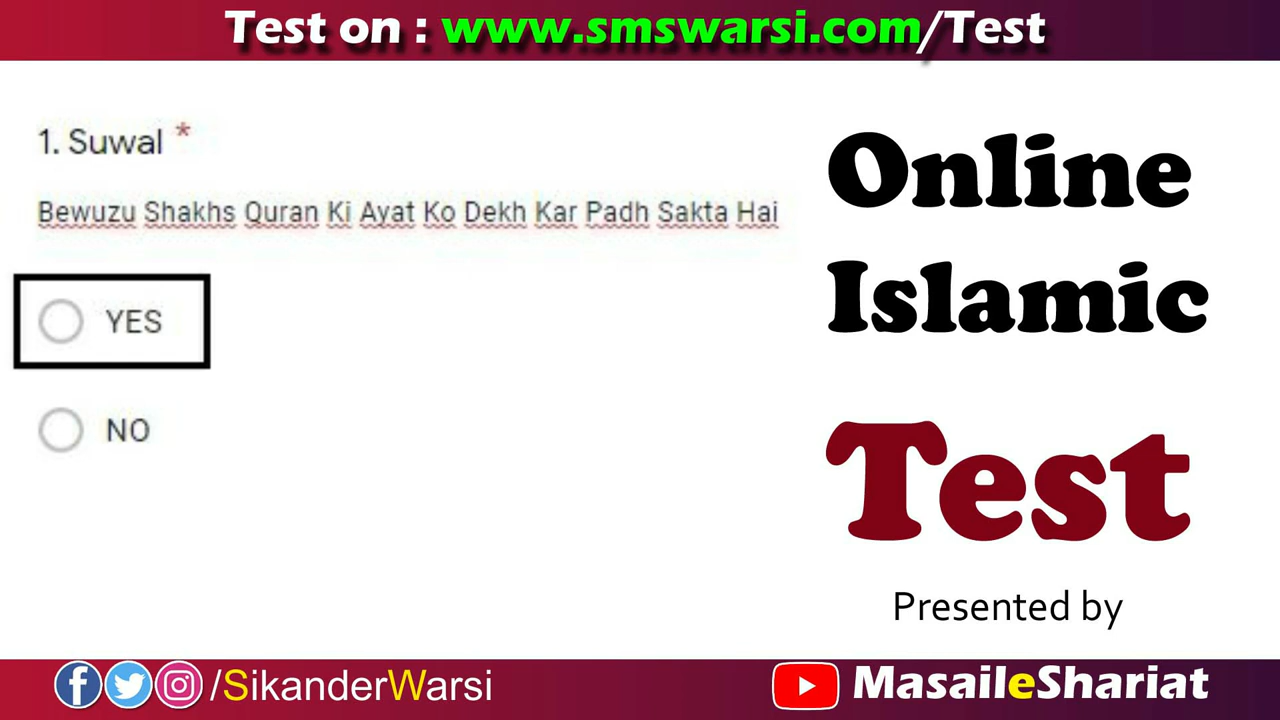 Test on : www.smswarsi.com/Test
1. Suwal *
Bewuzu Shakhs Quran Ki Ayat Ko Dekh Kar Padh Sakta Hai
YES
NO
Online
Islamic
Test
Presented by
/SikanderWarsi
MasaileShariat